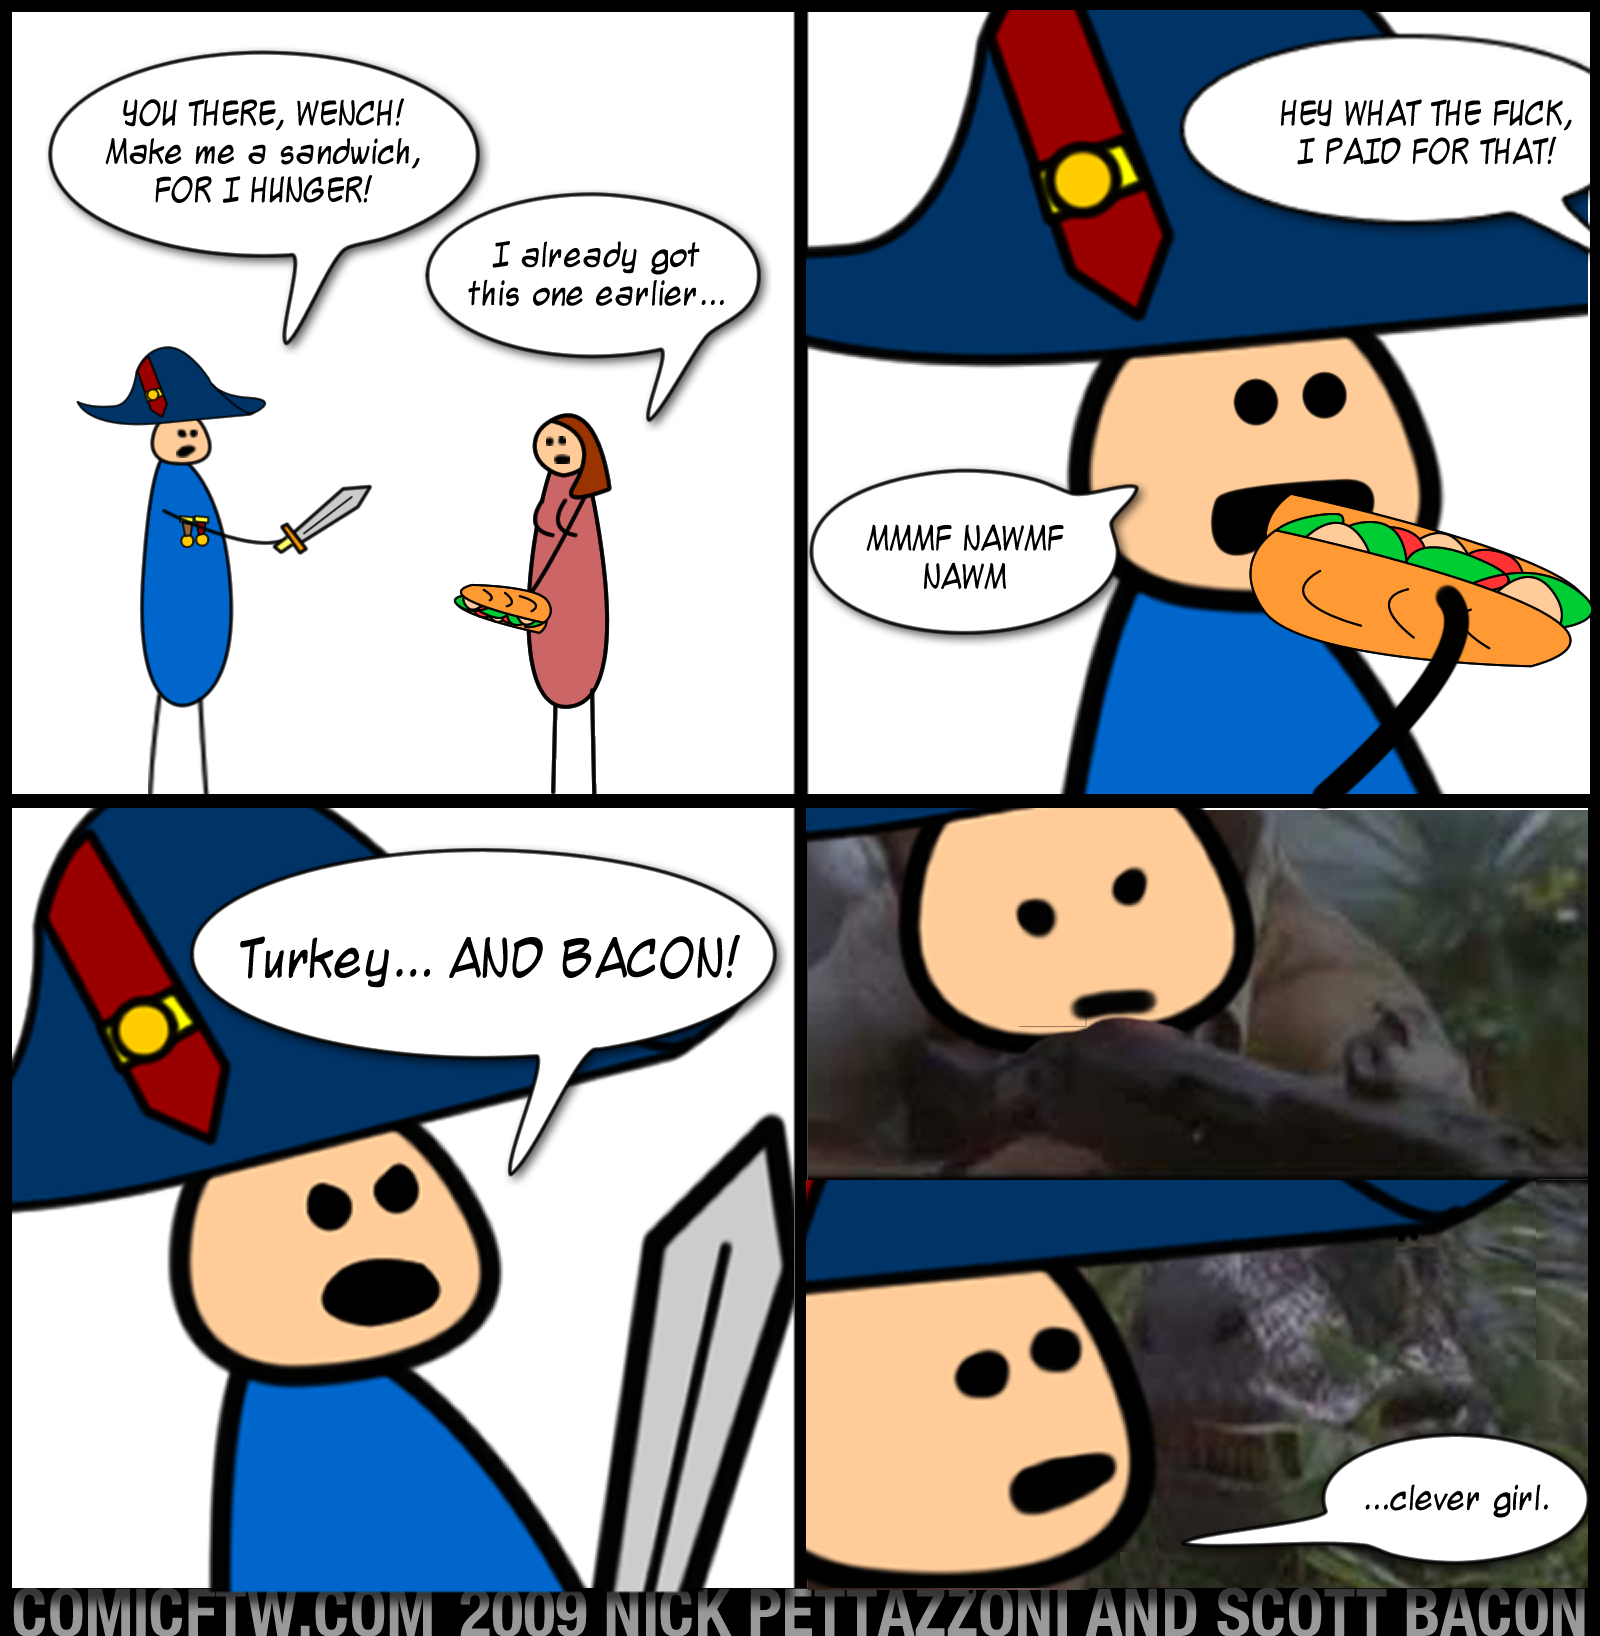 YOU THERE, WENCH!
Make me a sandwich,
FOR I HUNGER!
I already got
this one earlier...
HEY WHAT THE FUCK,
I PAID FOR THAT!
MMMF NAWMF
NAWM
Turkey... AND BACON!
...clever girl.
COMICFTW.COM 2009 NICK PETTAZZONI AND SCOTT BACON